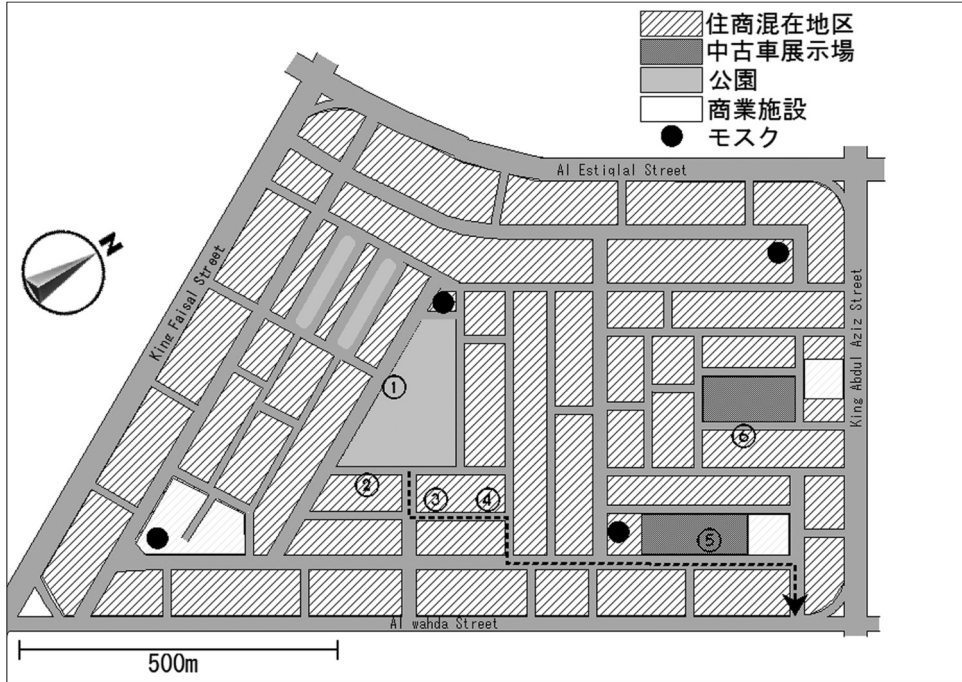 住商混在地区
中古車展示場
公園
商業施設
モスク
Al Estiqlal Street
N
King Faisal Street
King Abdul Aziz Street
①
⑥
②
③
④
⑤
Al wahda Street
500m